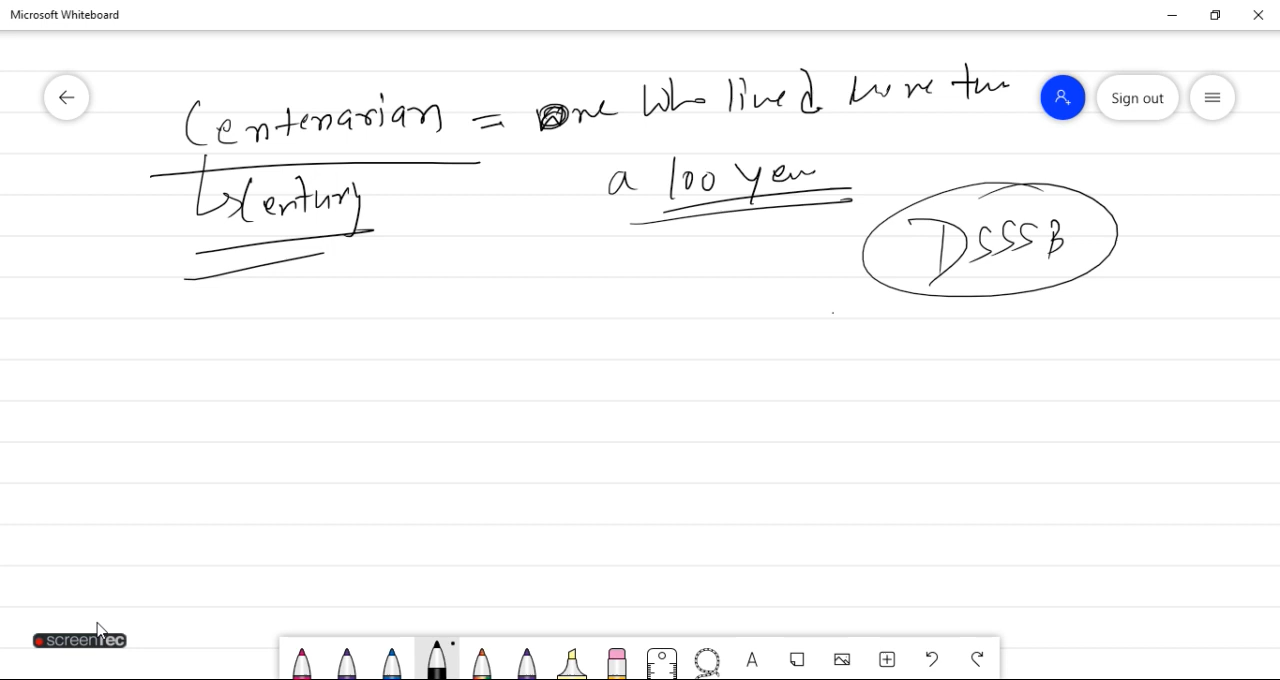 Microsoft Whiteboard
Centenarian = one who lived more than
Sign out
a 100 year
Century
DSSSB
screenrec
A